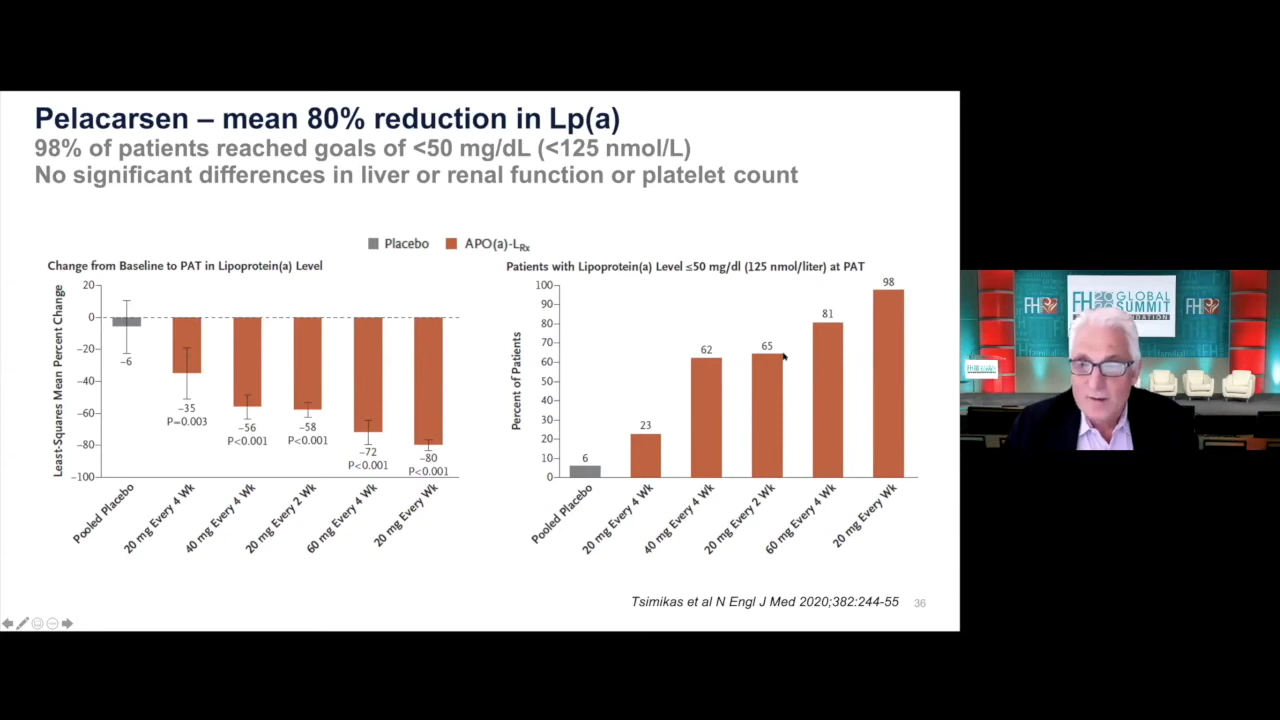 Pelacarsen – mean 80% reduction in Lp(a)
98% of patients reached goals of <50 mg/dL (<125 nmol/L)
No significant differences in liver or renal function or platelet count
Placebo
APO(a)-LRx
Change from Baseline to PAT in Lipoprotein(a) Level
Least-Squares Mean Percent Change
20
0
−20
−40
−60
−80
−100
−6
−35
P=0.003
−56
P<0.001
−58
P<0.001
−72
P<0.001
−80
P<0.001
Pooled Placebo
20 mg Every 4 Wk
40 mg Every 4 Wk
20 mg Every 2 Wk
60 mg Every 4 Wk
20 mg Every Wk
Patients with Lipoprotein(a) Level ≤50 mg/dl (125 nmol/liter) at PAT
Percent of Patients
100
90
80
70
60
50
40
30
20
10
0
6
23
62
65
81
98
Pooled Placebo
20 mg Every 4 Wk
40 mg Every 4 Wk
20 mg Every 2 Wk
60 mg Every 4 Wk
20 mg Every Wk
Tsimikas et al N Engl J Med 2020;382:244-55
36
FH
FH 2020 GLOBAL
SUMMIT
FH